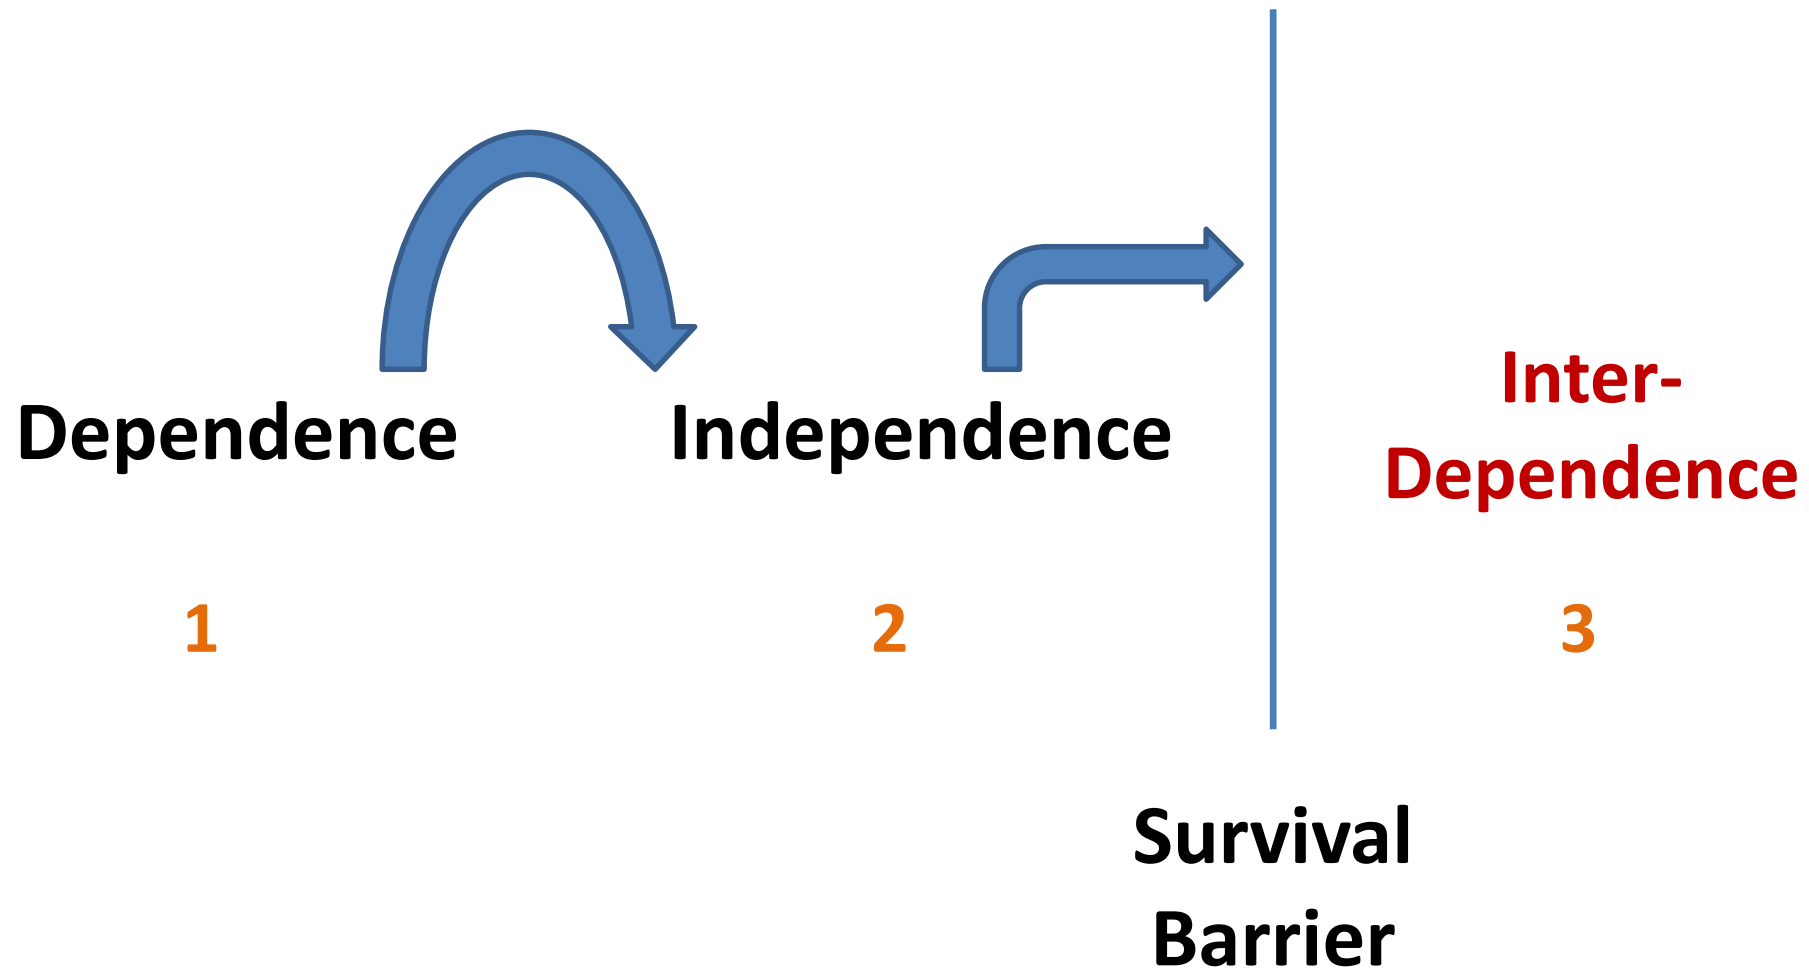 Dependence
Independence
Inter-
Dependence
1
2
3
Survival
Barrier